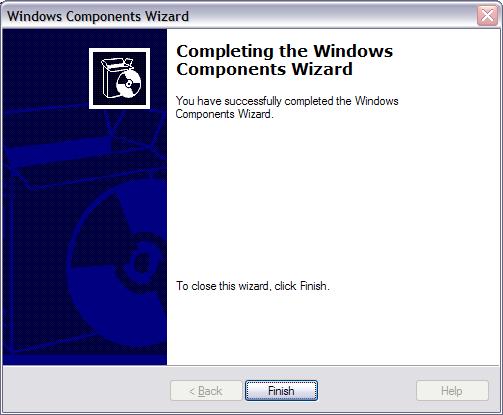 Windows Components Wizard
Completing the Windows
Components Wizard
You have successfully completed the Windows
Components Wizard.
To close this wizard, click Finish.
< Back Finish Help